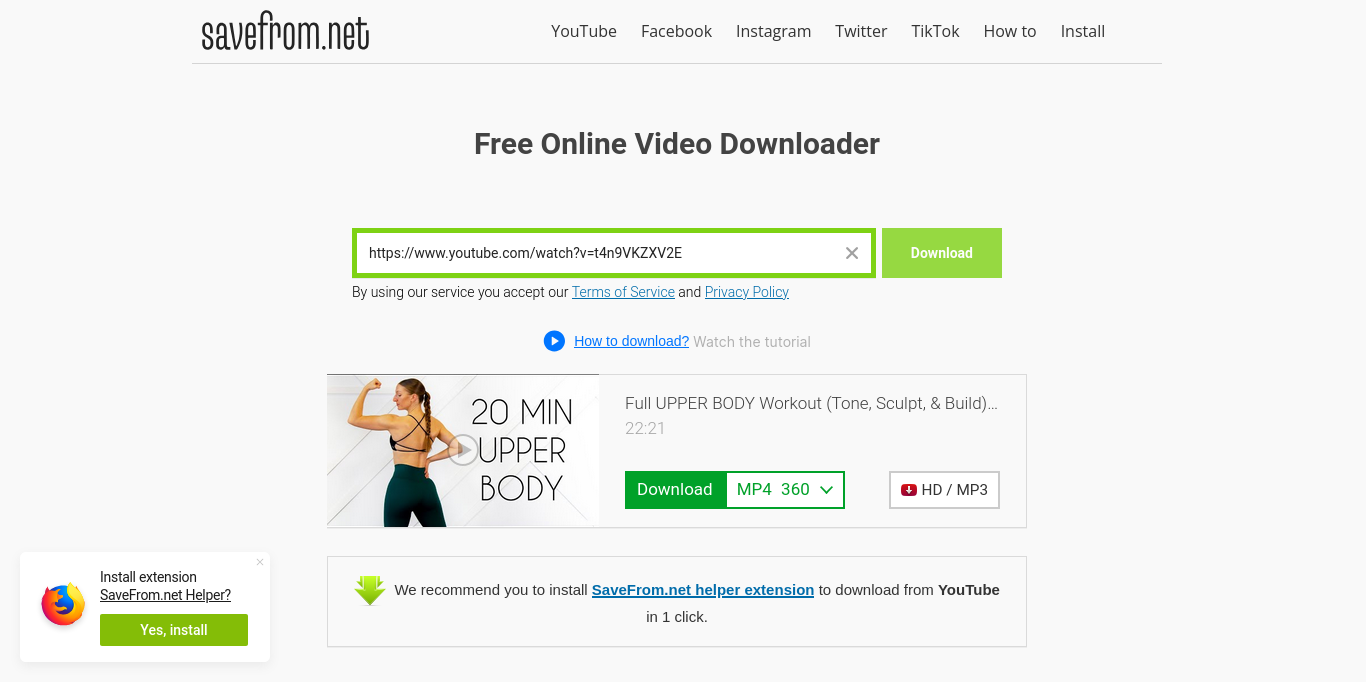 savefrom.net
YouTube Facebook Instagram Twitter TikTok How to Install
Free Online Video Downloader
https://www.youtube.com/watch?v=t4n9VKZXV2E
Download
By using our service you accept our Terms of Service and Privacy Policy
How to download? Watch the tutorial
20 MIN
UPPER
BODY
Full UPPER BODY Workout (Tone, Sculpt, & Build)...
22:21
Download MP4 360
HD / MP3
We recommend you to install SaveFrom.net helper extension to download from YouTube
in 1 click.
Install extension
SaveFrom.net Helper?
Yes, install